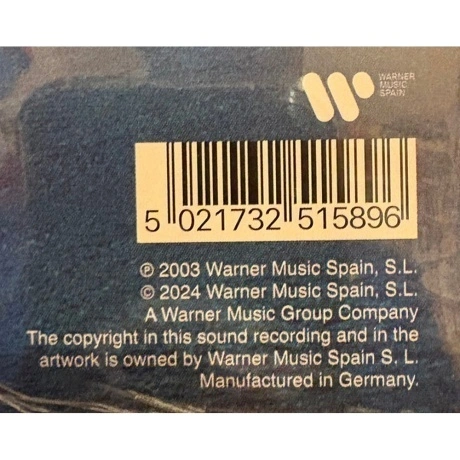 WARNER
MUSIC
SPAIN
5 021732 515896
℗ 2003 Warner Music Spain, S.L.
© 2024 Warner Music Spain, S.L.
A Warner Music Group Company
The copyright in this sound recording and in the
artwork is owned by Warner Music Spain S. L.
Manufactured in Germany.